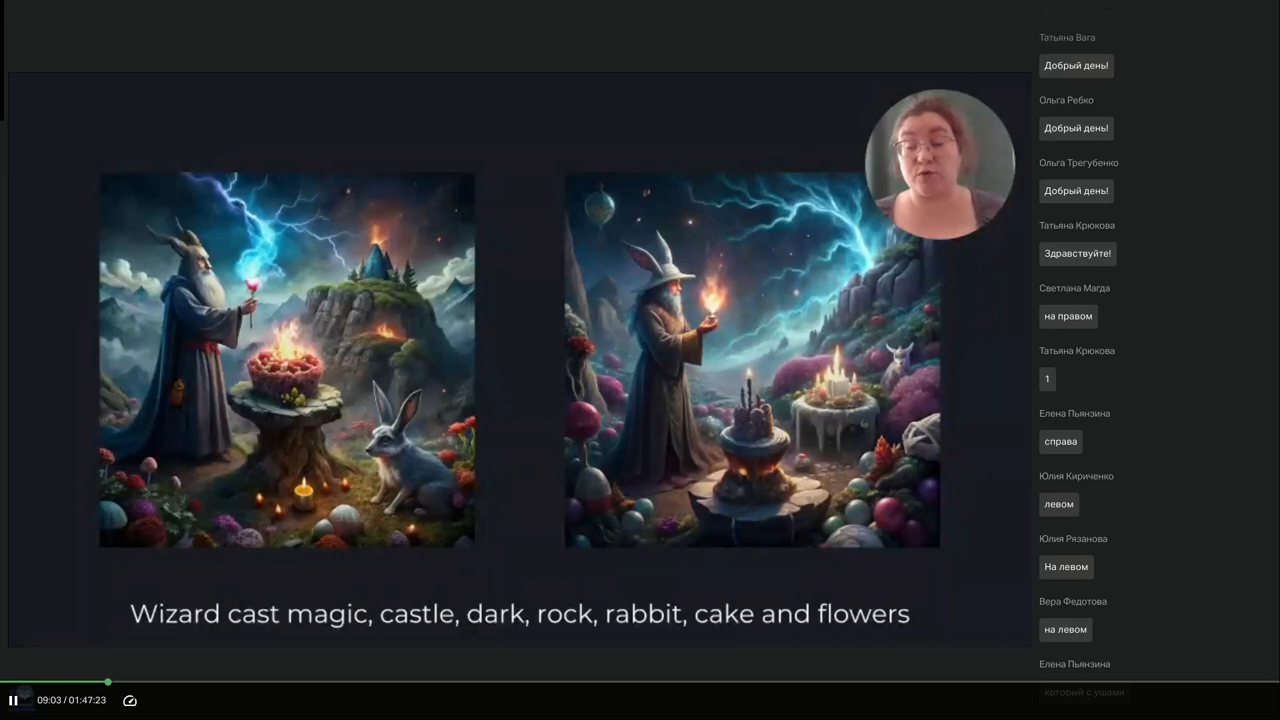 Wizard cast magic, castle, dark, rock, rabbit, cake and flowers
Татьяна Вага
Добрый день!
Ольга Ребко
Добрый день!
Ольга Трегубенко
Добрый день!
Татьяна Крюкова
Здравствуйте!
Светлана Магда
на правом
Татьяна Крюкова
1
Елена Пьянзина
справа
Юлия Кириченко
левом
Юлия Рязанова
На левом
Вера Федотова
на левом
Елена Пьянзина
который с ушами
09:03 / 01:47:23